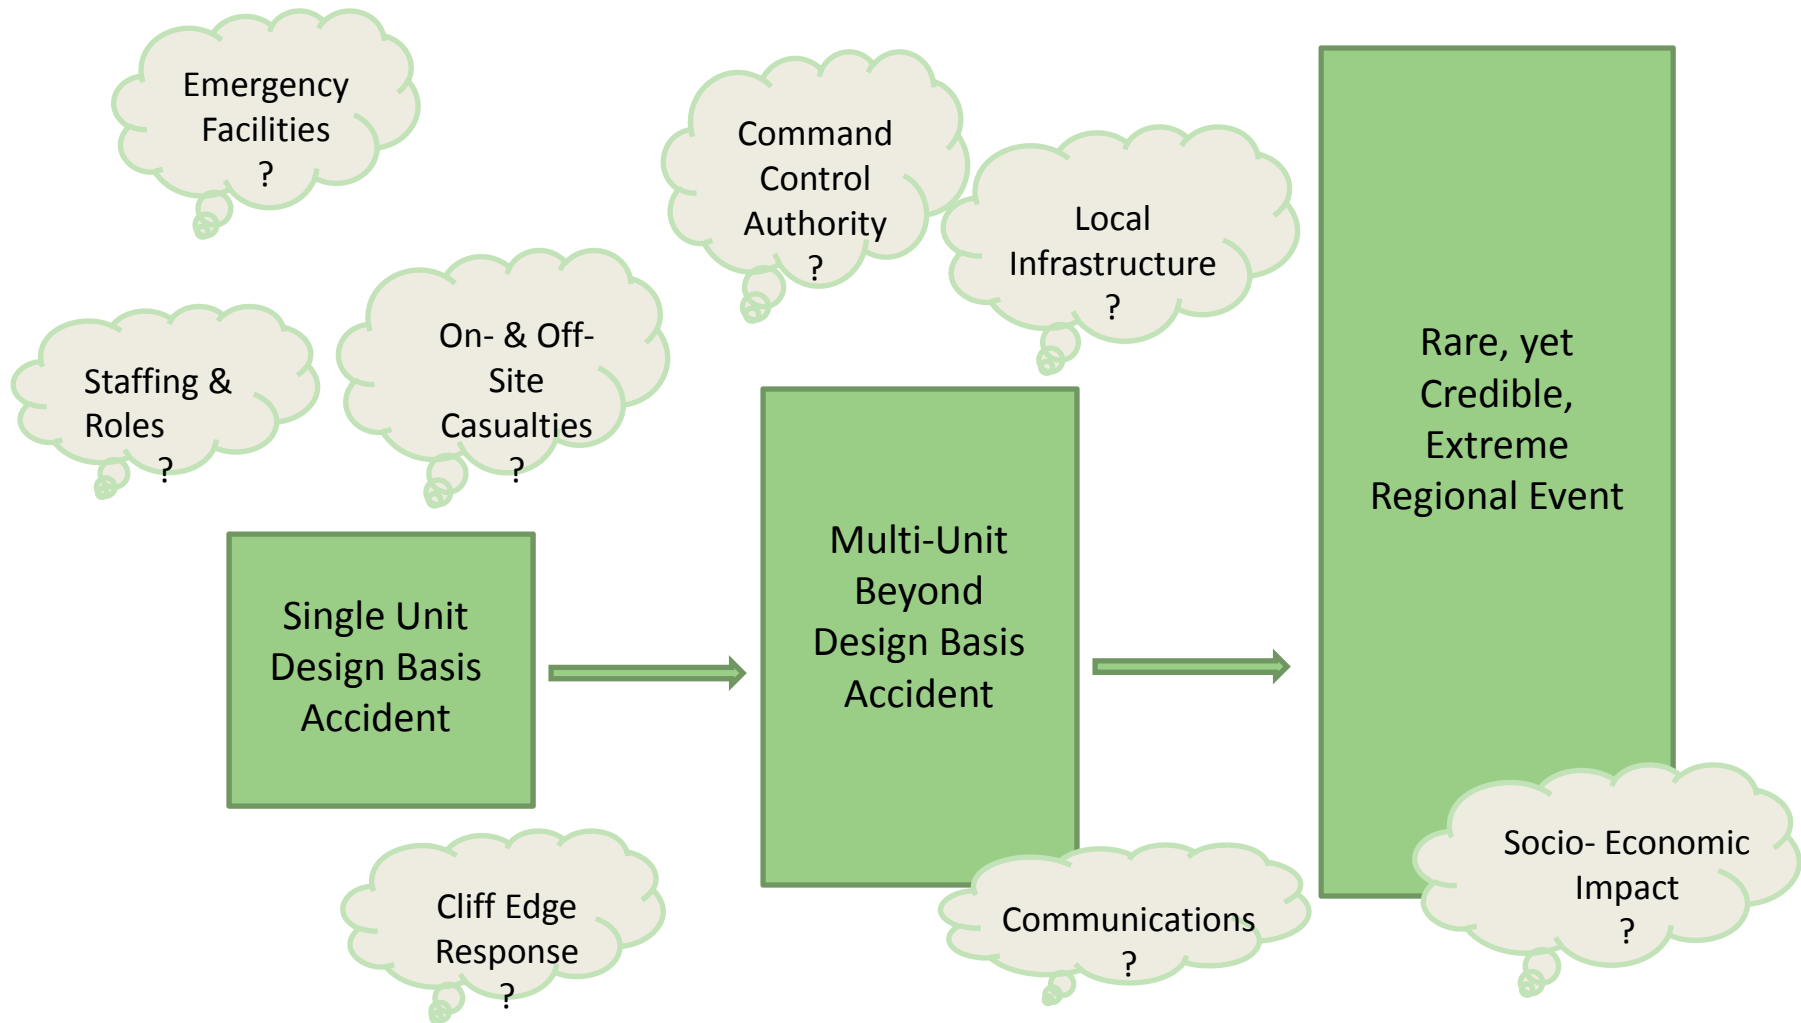 Emergency
Facilities
?
Command
Control
Authority
?
Local
Infrastructure
?
Staffing &
Roles
?
On- & Off-
Site
Casualties
?
Rare, yet
Credible,
Extreme
Regional Event
Multi-Unit
Beyond
Design Basis
Accident
Single Unit
Design Basis
Accident
Cliff Edge
Response
?
Communications
?
Socio- Economic
Impact
?